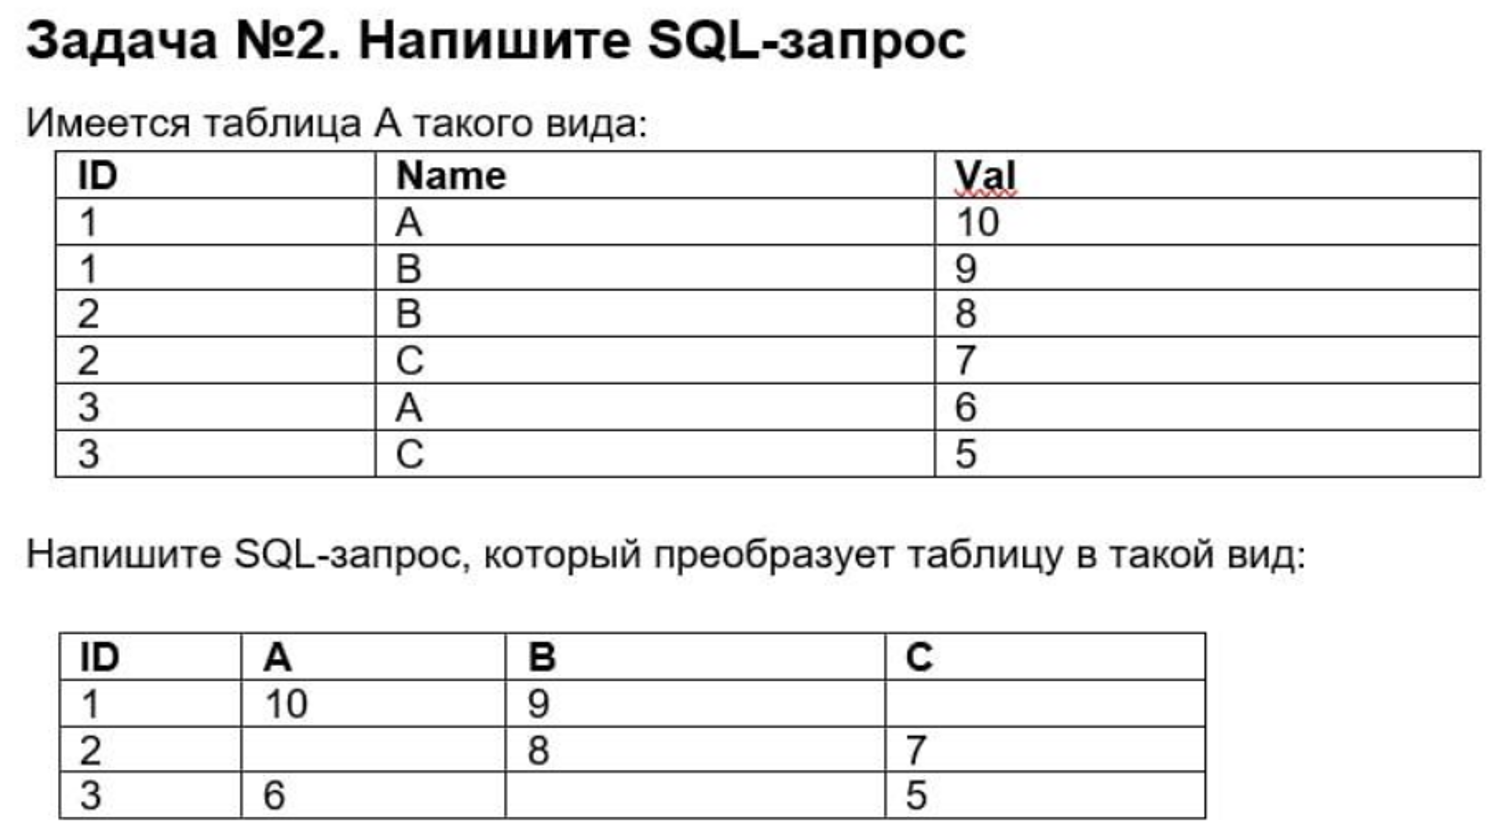 Задача №2. Напишите SQL-запрос
Имеется таблица А такого вида:
ID Name Val
1 A 10
1 B 9
2 B 8
2 C 7
3 A 6
3 C 5
Напишите SQL-запрос, который преобразует таблицу в такой вид:
ID A B C
1 10 9
2 8 7
3 6 5